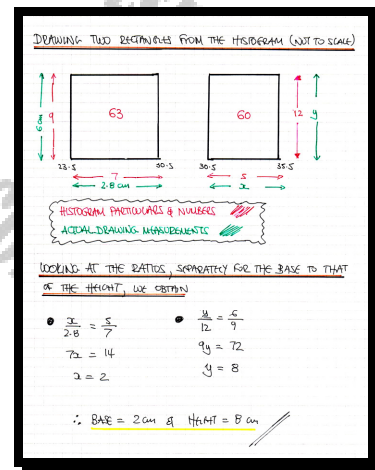 DRAWING TWO RECTANGLES FROM THE HISTOGRAM (NOT TO SCALE)
6cm 9 63 60 12 y
23.5 30.5 30.5 35.5
7 5
2.8 cm x
HISTOGRAM PARTICULARS & NUMBERS
ACTUAL DRAWING MEASUREMENTS
LOOKING AT THE RATIOS, SEPARATELY FOR THE BASE TO THAT
OF THE HEIGHT, WE OBTAIN
• x/2.8 = 5/7 • y/12 = 6/9
7x = 14 9y = 72
x = 2 y = 8
∴ BASE = 2 cm & HEIGHT = 8 cm